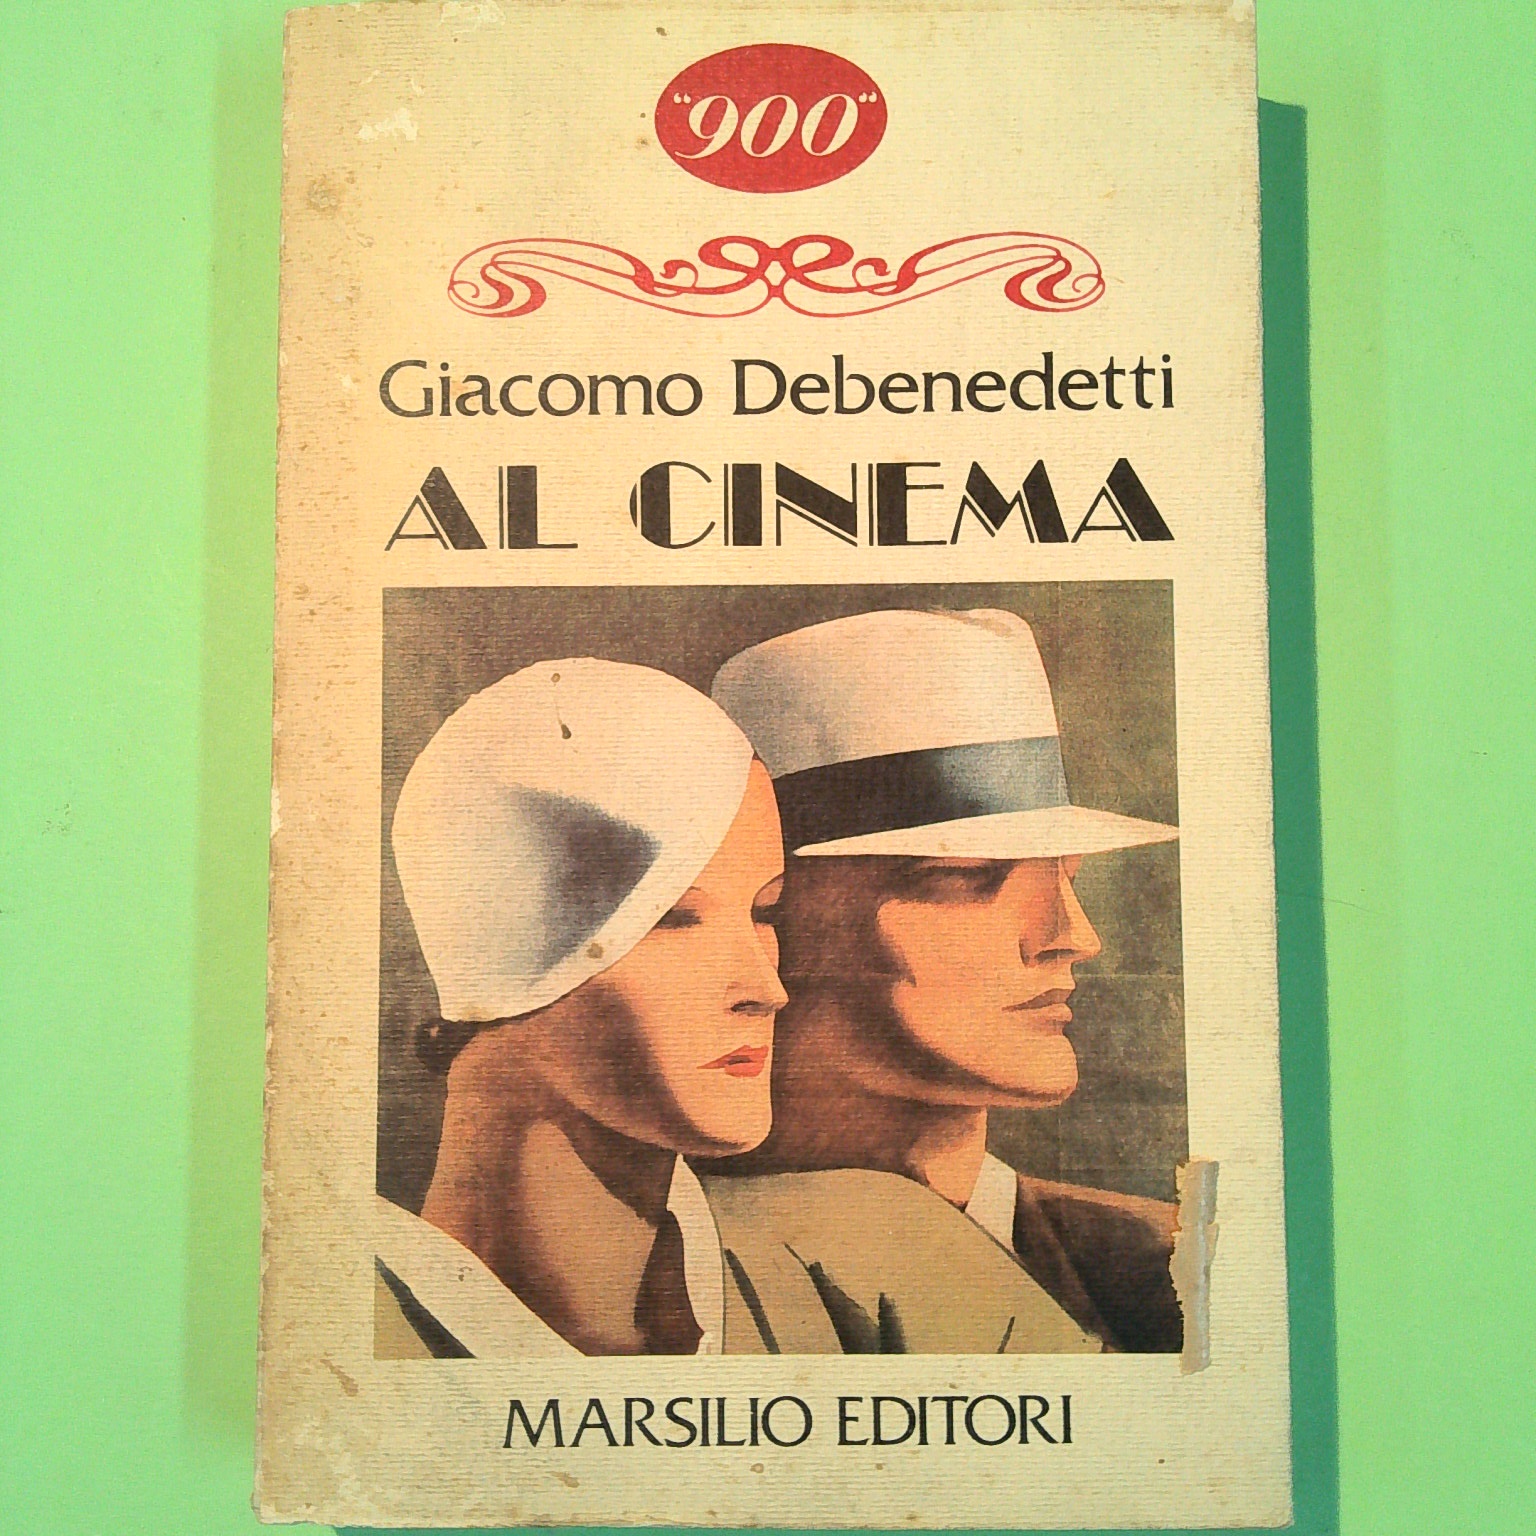 “900“
Giacomo Debenedetti
AL CINEMA
MARSILIO EDITORI